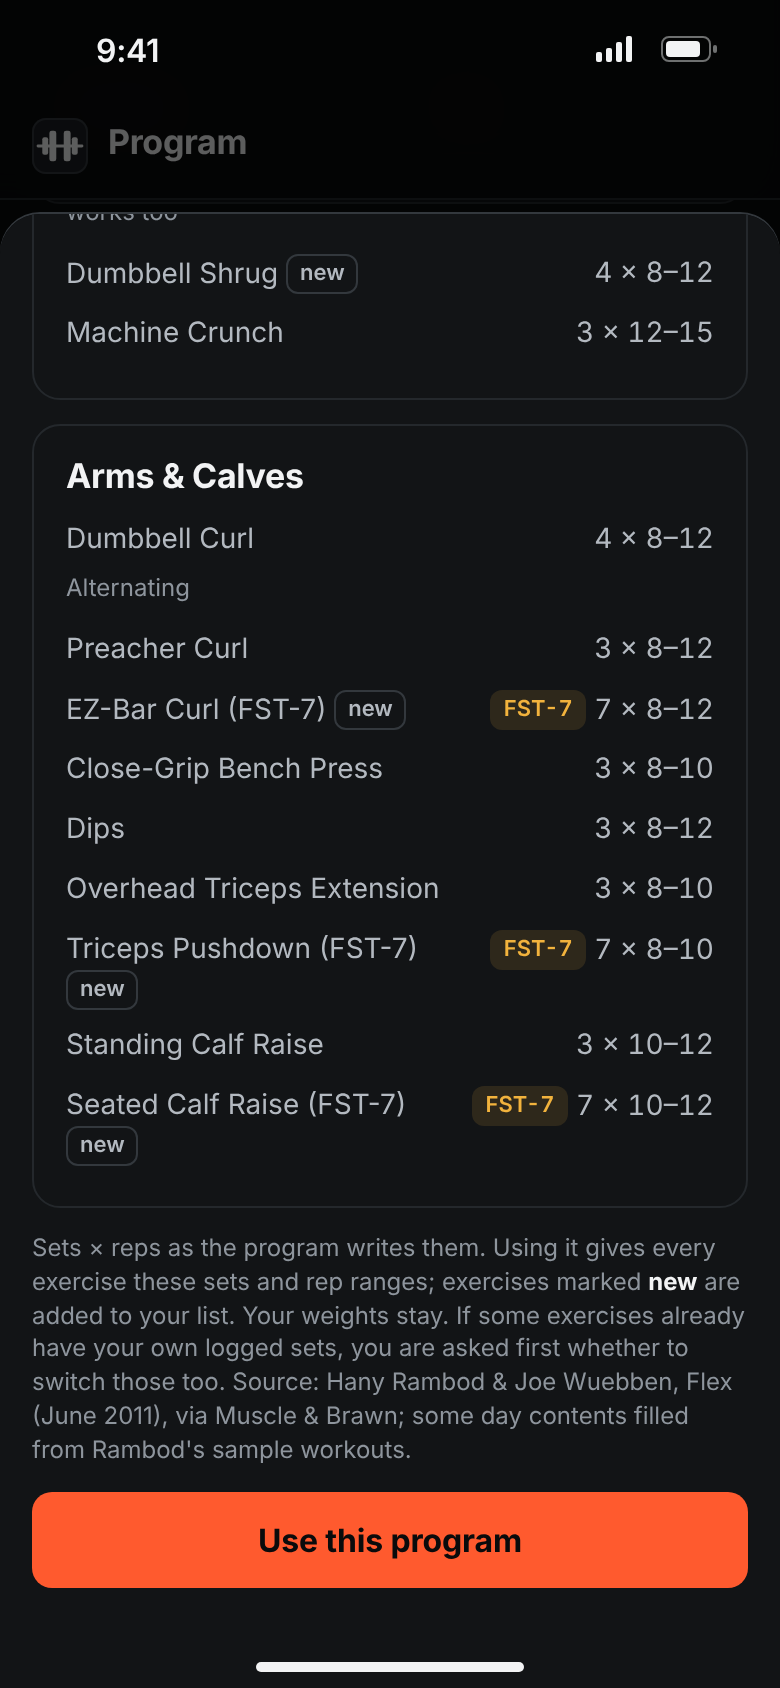 9:41
Program
works too
Dumbbell Shrug new 4 × 8–12
Machine Crunch 3 × 12–15
Arms & Calves
Dumbbell Curl 4 × 8–12
Alternating
Preacher Curl 3 × 8–12
EZ-Bar Curl (FST-7) new FST-7 7 × 8–12
Close-Grip Bench Press 3 × 8–10
Dips 3 × 8–12
Overhead Triceps Extension 3 × 8–10
Triceps Pushdown (FST-7) FST-7 7 × 8–10
new
Standing Calf Raise 3 × 10–12
Seated Calf Raise (FST-7) FST-7 7 × 10–12
new
Sets × reps as the program writes them. Using it gives every
exercise these sets and rep ranges; exercises marked new are
added to your list. Your weights stay. If some exercises already
have your own logged sets, you are asked first whether to
switch those too. Source: Hany Rambod & Joe Wuebben, Flex
(June 2011), via Muscle & Brawn; some day contents filled
from Rambod's sample workouts.
Use this program